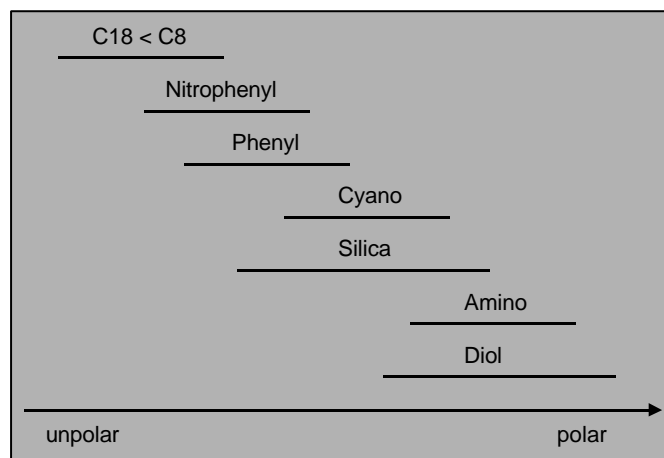 C18 < C8
Nitrophenyl
Phenyl
Cyano
Silica
Amino
Diol
unpolar polar